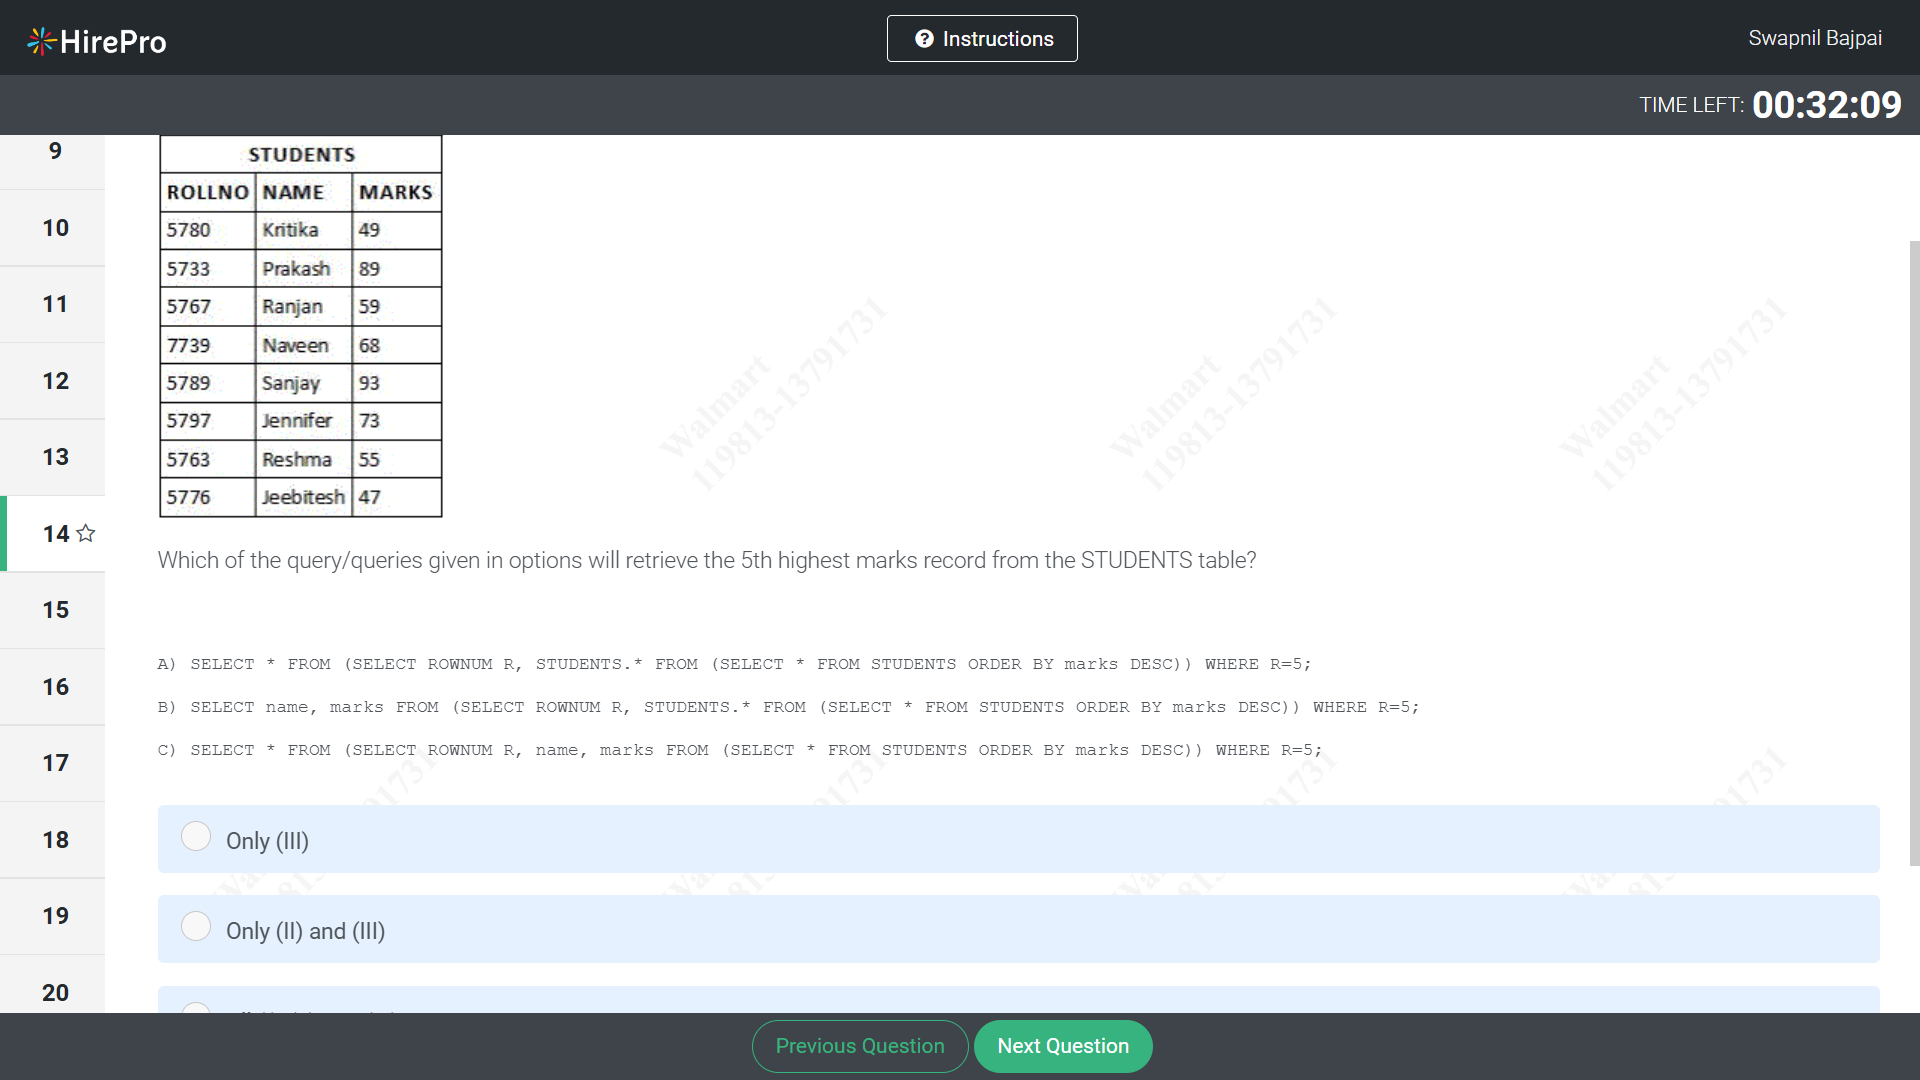 HirePro
Instructions
Swapnil Bajpai
TIME LEFT: 00:32:09
9
10
11
12
13
14
15
16
17
18
19
20
STUDENTS
ROLLNO NAME MARKS
5780 Kritika 49
5733 Prakash 89
5767 Ranjan 59
7739 Naveen 68
5789 Sanjay 93
5797 Jennifer 73
5763 Reshma 55
5776 Jeebitesh 47
Walmart
119813-13791731
Walmart
119813-13791731
Walmart
119813-13791731
Which of the query/queries given in options will retrieve the 5th highest marks record from the STUDENTS table?
A) SELECT * FROM (SELECT ROWNUM R, STUDENTS.* FROM (SELECT * FROM STUDENTS ORDER BY marks DESC)) WHERE R=5;
B) SELECT name, marks FROM (SELECT ROWNUM R, STUDENTS.* FROM (SELECT * FROM STUDENTS ORDER BY marks DESC)) WHERE R=5;
C) SELECT * FROM (SELECT ROWNUM R, name, marks FROM (SELECT * FROM STUDENTS ORDER BY marks DESC)) WHERE R=5;
Only (III)
Only (II) and (III)
Previous Question
Next Question